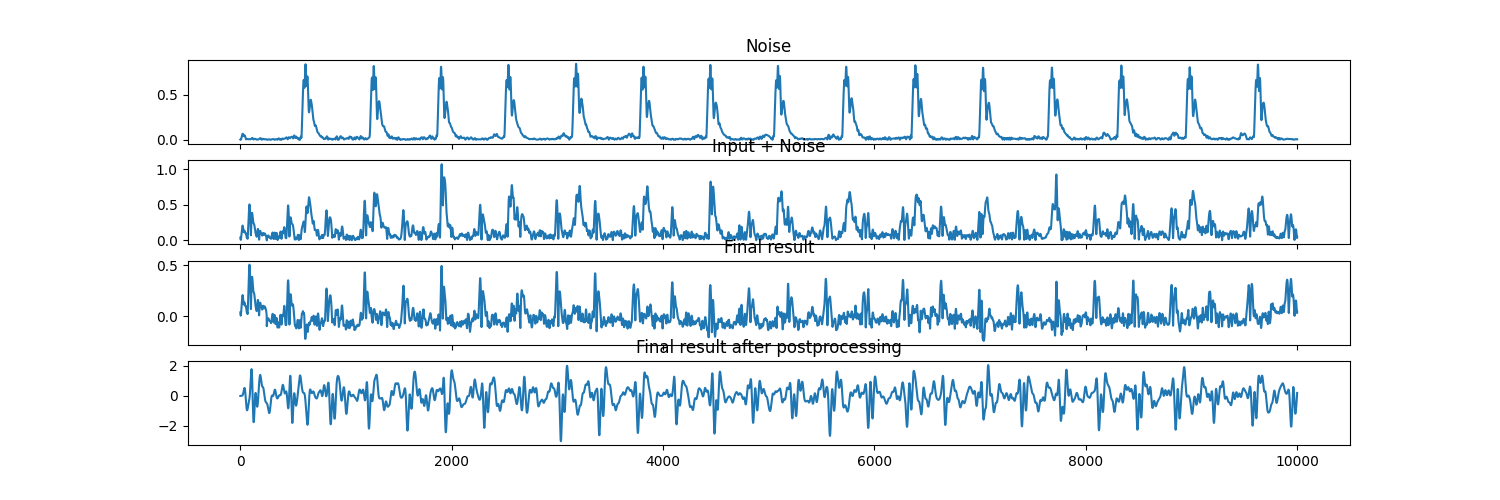 Noise
0.5
0.0
Input + Noise
1.0
0.5
0.0
Final result
0.5
0.0
Final result after postprocessing
2
0
−2
0 2000 4000 6000 8000 10000